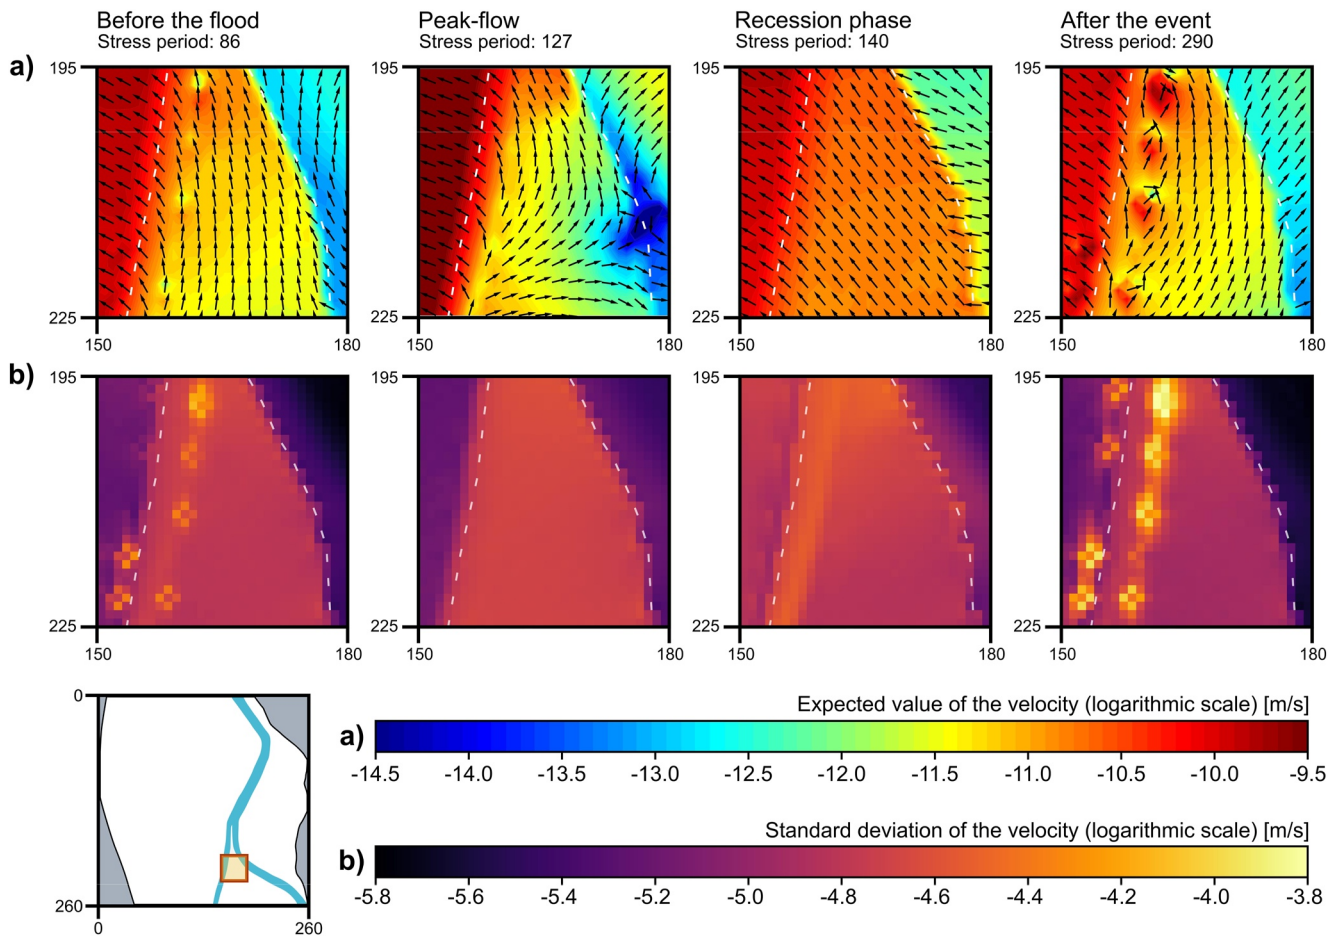 Before the flood
Stress period: 86
Peak-flow
Stress period: 127
Recession phase
Stress period: 140
After the event
Stress period: 290
a)
195 195 195 195
225 225 225 225
150 180 150 180 150 180 150 180
b)
195 195 195 195
225 225 225 225
150 180 150 180 150 180 150 180
0
260
0 260
Expected value of the velocity (logarithmic scale) [m/s]
a)
-14.5 -14.0 -13.5 -13.0 -12.5 -12.0 -11.5 -11.0 -10.5 -10.0 -9.5
Standard deviation of the velocity (logarithmic scale) [m/s]
b)
-5.8 -5.6 -5.4 -5.2 -5.0 -4.8 -4.6 -4.4 -4.2 -4.0 -3.8